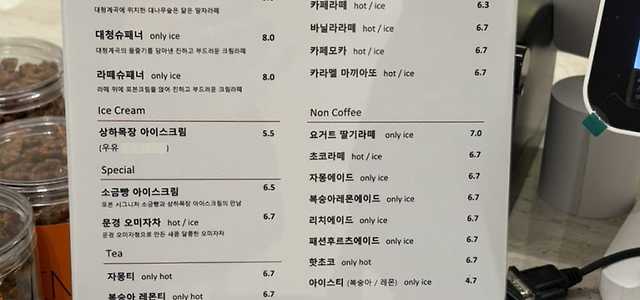 대청계곡에 위치한 대나무숲은 닮은 말차라떼
대청슈페너 only ice 8.0
대청계곡의 물줄기를 담아낸 진하고 부드러운 크림라떼
라떼슈페너 only ice 8.0
라떼 위에 포몬크림을 얹어 진하고 부드러운 크림라떼
Ice Cream
상하목장 아이스크림 5.5
(우유 )
Special
소금빵 아이스크림 6.5
포몬 시그니처 소금빵과 상하목장 아이스크림의 만남
문경 오미자차 hot / ice 6.7
문경 오미자청으로 만든 새콤 달콤한 오미자차
Tea
자몽티 only hot 6.7
복숭아 레몬티 only hot 6.7
카페라떼 hot / ice 6.3
바닐라라떼 hot / ice 6.7
카페모카 hot / ice 6.7
카라멜 마끼아또 hot / ice 6.7
Non Coffee
요거트 딸기라떼 only ice 7.0
초코라떼 hot / ice 6.7
자몽에이드 only ice 6.7
복숭아레몬에이드 only ice 6.7
리치에이드 only ice 6.7
패션후르츠에이드 only ice 6.7
핫초코 only hot 6.7
아이스티 (복숭아 / 레몬) only ice 4.7